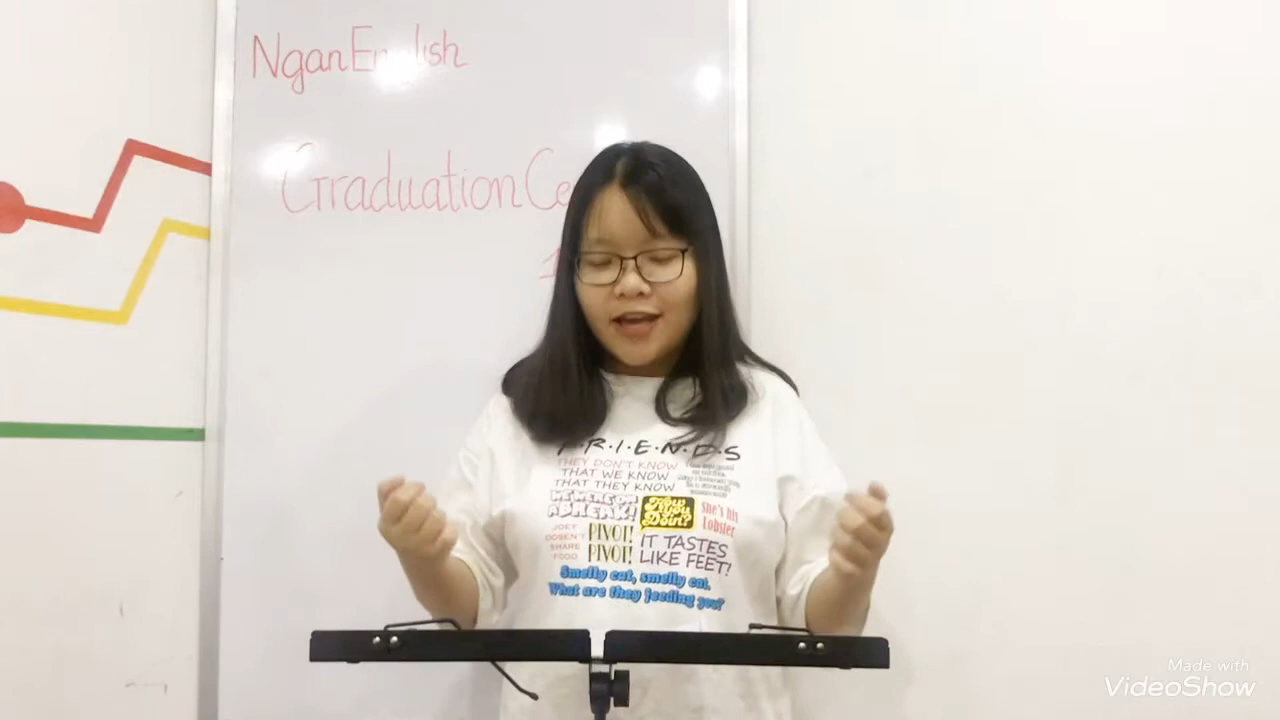 NganEnglish
Graduation Ce
1
F·R·I·E·N·D·S
THEY DON'T KNOW
THAT WE KNOW
THAT THEY KNOW
WE WERE ON
A BREAK!
How
You
Doin?
She's his
Lobster
JOEY
DOSEN'T
SHARE
FOOD
PIVOT!
PIVOT!
IT TASTES
LIKE FEET!
Smelly cat, smelly cat.
What are they feeding you?
Made with
VideoShow